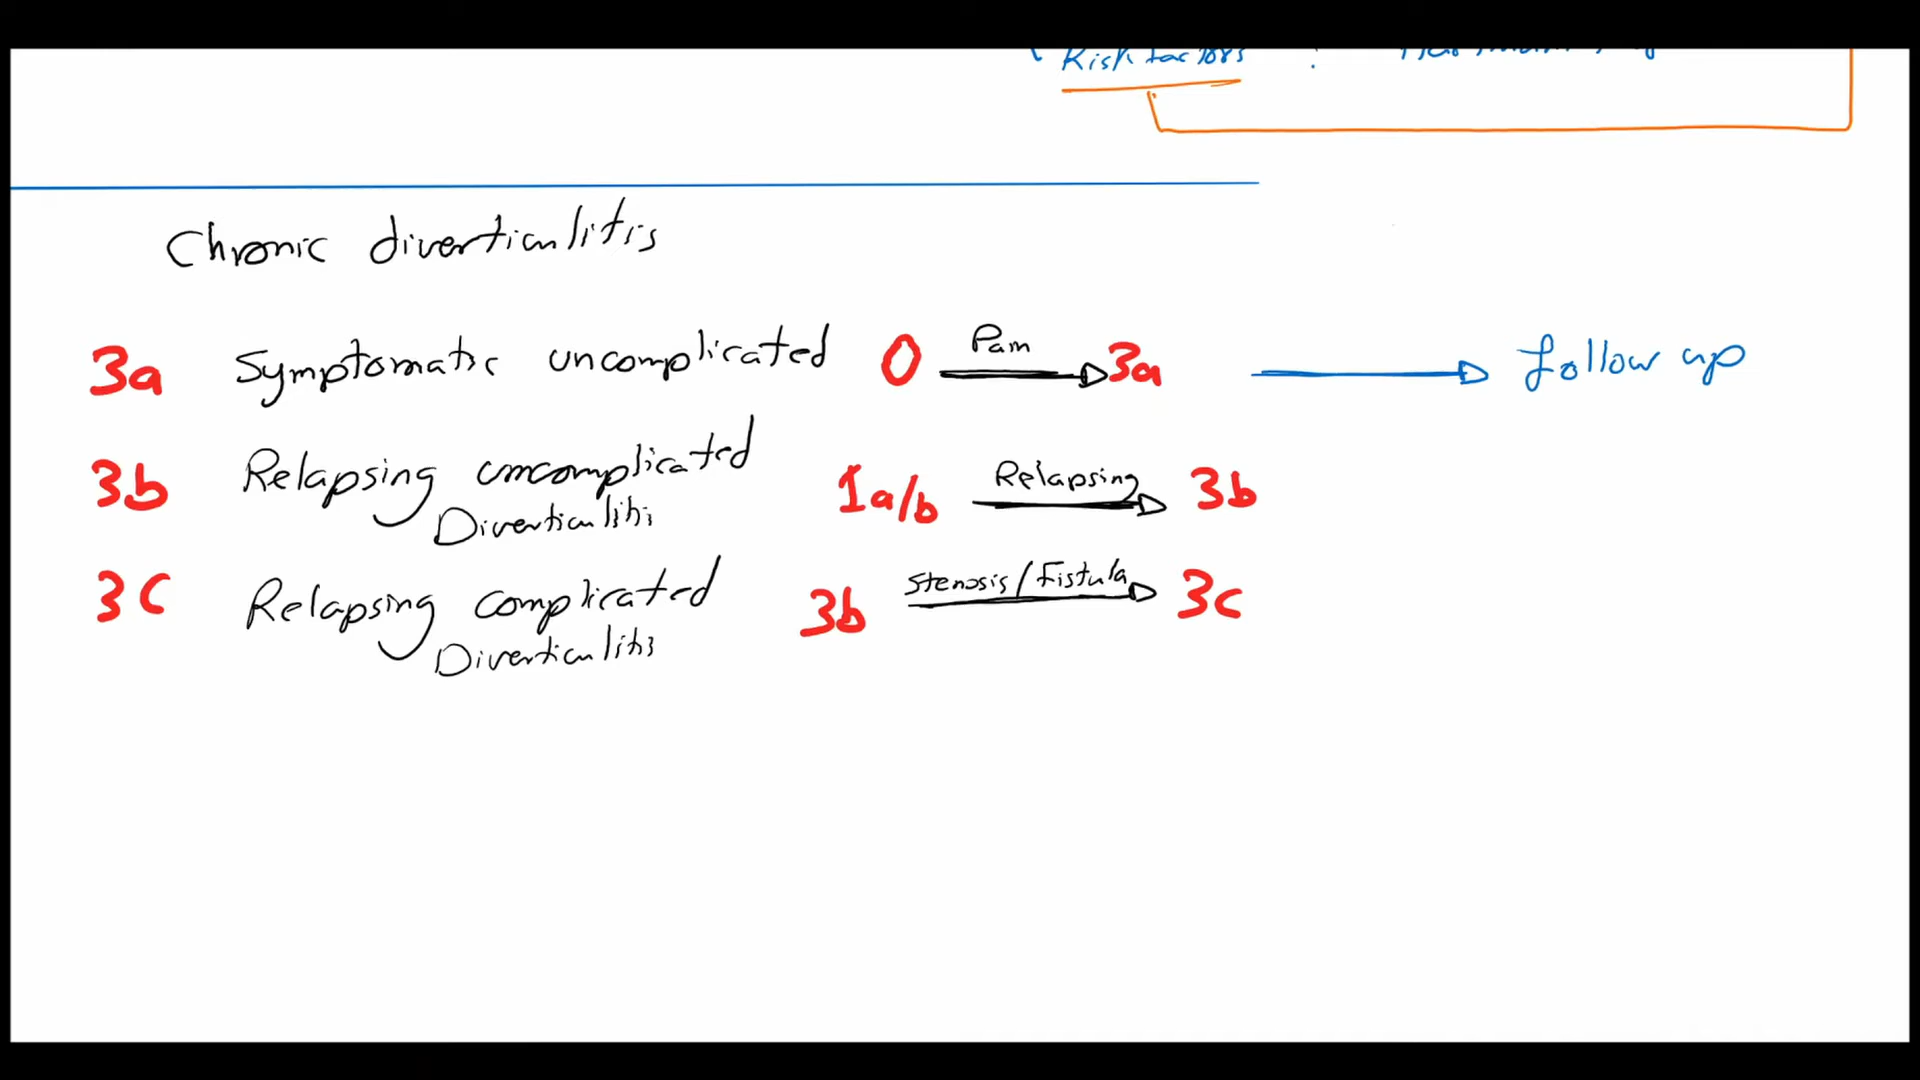 Risk factors :
Chronic diverticulitis
3a Symptomatic uncomplicated 0 Pain 3a follow up
3b Relapsing uncomplicated 1a/b Relapsing 3b
Diverticulitis
3C Relapsing complicated 3b Stenosis/Fistula 3c
Diverticulitis